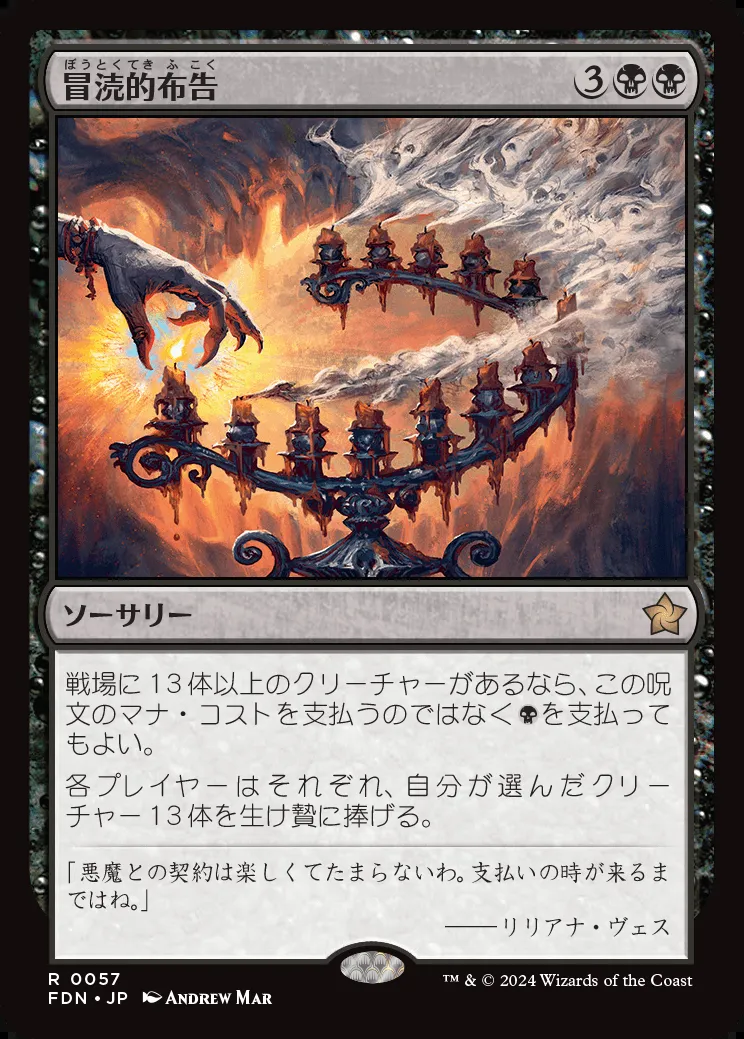 ぼうとくてき ふ こく
冒涜的布告 3
ソーサリー
戦場に13体以上のクリーチャーがあるなら、この呪
文のマナ・コストを支払うのではなくを支払って
もよい。
各プレイヤーはそれぞれ、自分が選んだクリー
チャー13体を生け贄に捧げる。
「悪魔との契約は楽しくてたまらないわ。支払いの時が来るま
ではね。」
――リリアナ・ヴェス
R 0057
FDN • JP Andrew Mar
™ & © 2024 Wizards of the Coast